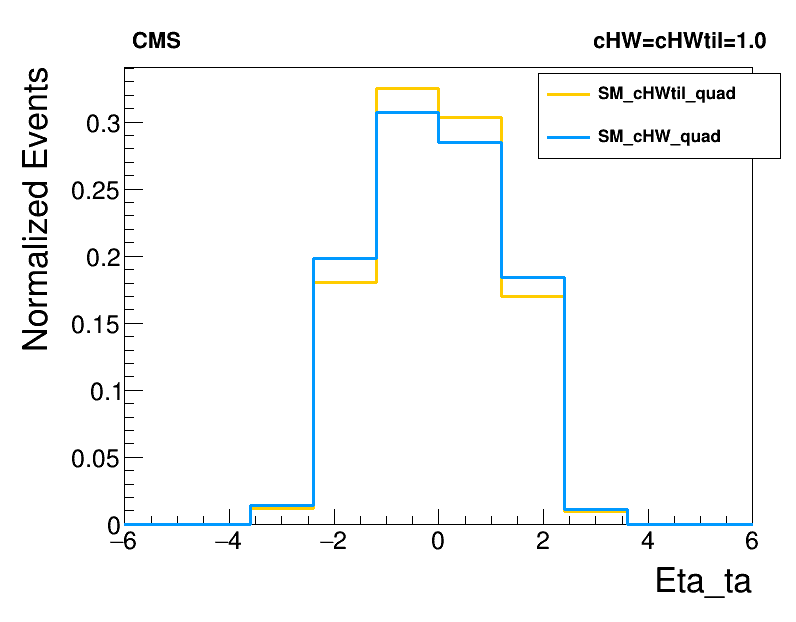 CMS
cHW=cHWtil=1.0
SM_cHWtil_quad
SM_cHW_quad
Normalized Events
0.3
0.25
0.2
0.15
0.1
0.05
0
−6
−4
−2
0
2
4
6
Eta_ta